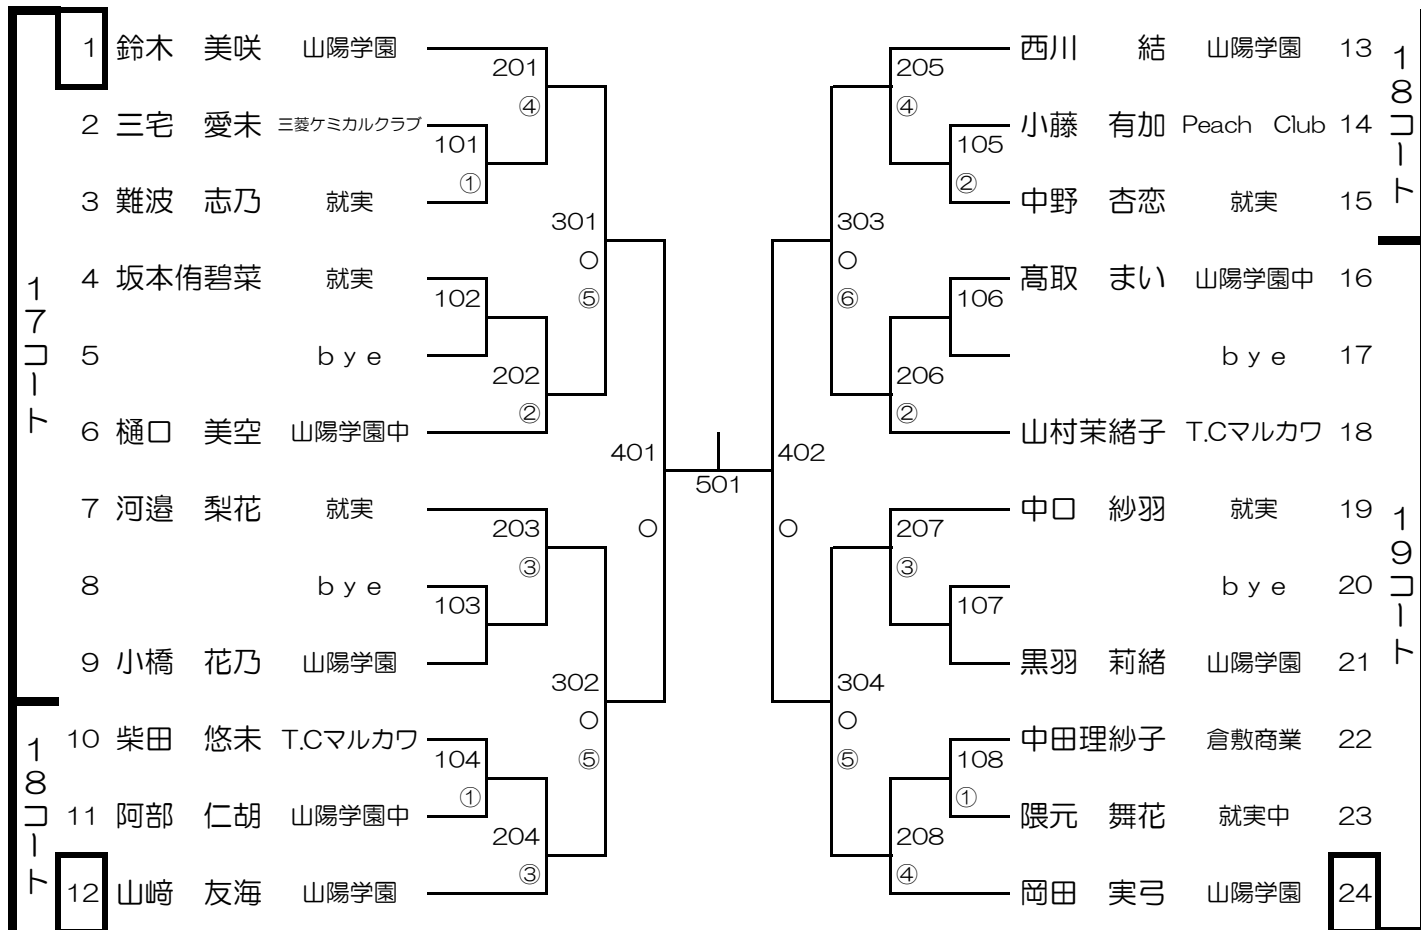 1 鈴木 美咲 山陽学園
201
④
2 三宅 愛未 三菱ケミカルクラブ
101
①
3 難波 志乃 就実
301
○
⑤
4 坂本侑碧菜 就実
102
5 bye
202
②
6 樋口 美空 山陽学園中
17コート
401
○
7 河邉 梨花 就実
203
③
8 bye
103
9 小橋 花乃 山陽学園
302
○
⑤
10 柴田 悠未 T.Cマルカワ
104
①
11 阿部 仁胡 山陽学園中
204
③
12 山﨑 友海 山陽学園
18コート
501
西川 結 山陽学園 13
205
④
小藤 有加 Peach Club 14
105
②
中野 杏恋 就実 15
18コート
303
○
⑥
髙取 まい 山陽学園中 16
106
bye 17
206
②
山村茉緒子 T.Cマルカワ 18
402
○
中口 紗羽 就実 19
207
③
bye 20
107
黒羽 莉緒 山陽学園 21
19コート
304
○
⑤
中田理紗子 倉敷商業 22
108
①
隈元 舞花 就実中 23
208
④
岡田 実弓 山陽学園 24